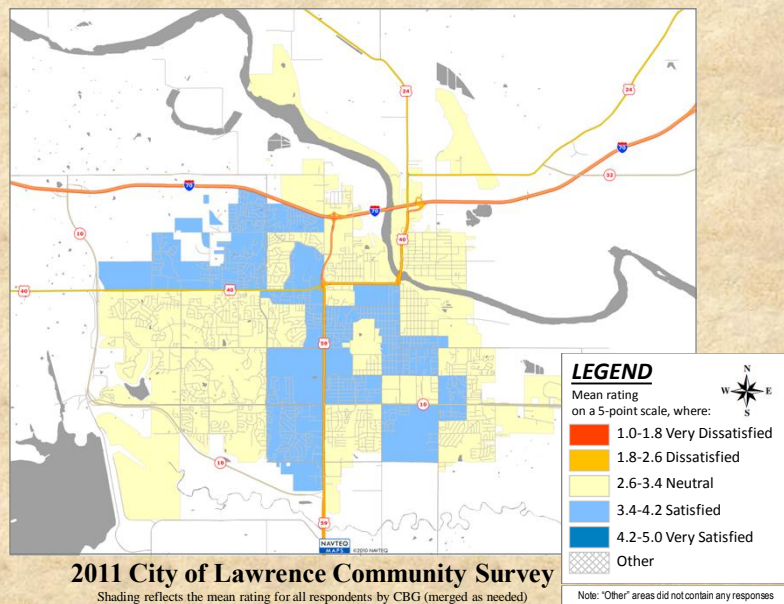 24
24
70
70
32
70
10
40
40
40
59
10
10
59
NAVTEQ
MAPS ©2010 NAVTEQ
LEGEND
Mean rating
on a 5-point scale, where:
N
W E
S
1.0-1.8 Very Dissatisfied
1.8-2.6 Dissatisfied
2.6-3.4 Neutral
3.4-4.2 Satisfied
4.2-5.0 Very Satisfied
Other
2011 City of Lawrence Community Survey
Shading reflects the mean rating for all respondents by CBG (merged as needed)
Note: "Other" areas did not contain any responses